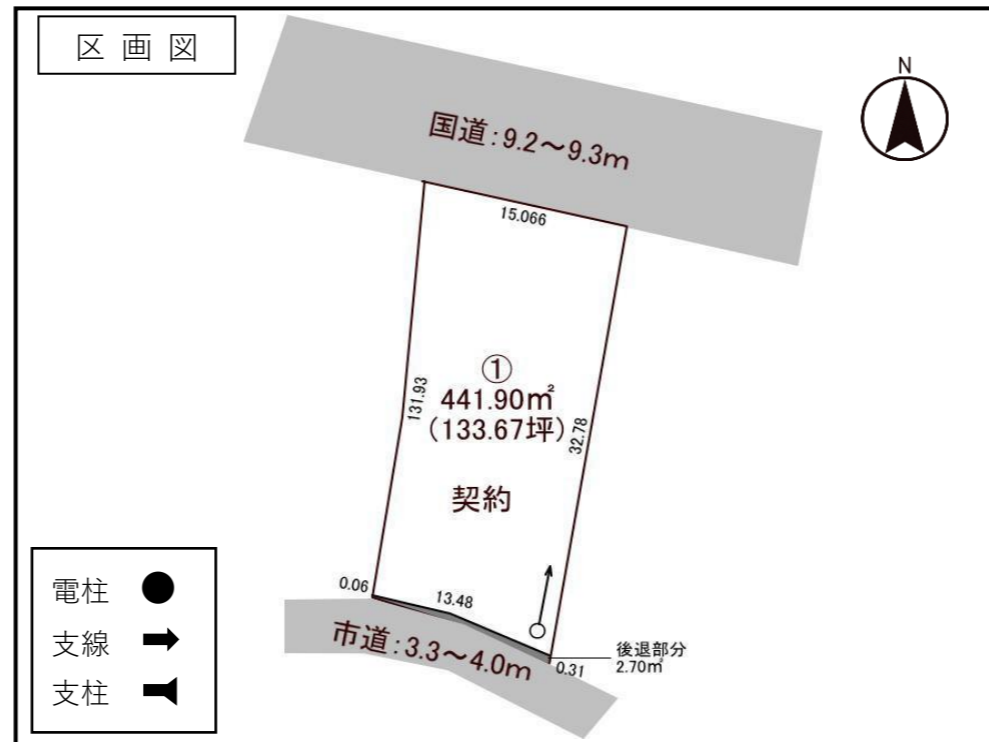 区画図
N
国道:9.2～9.3m
15.066
①
441.90㎡
(133.67坪)
131.93
32.78
契約
0.06
13.48
市道:3.3～4.0m
0.31
後退部分
2.70㎡
電柱
支線
支柱